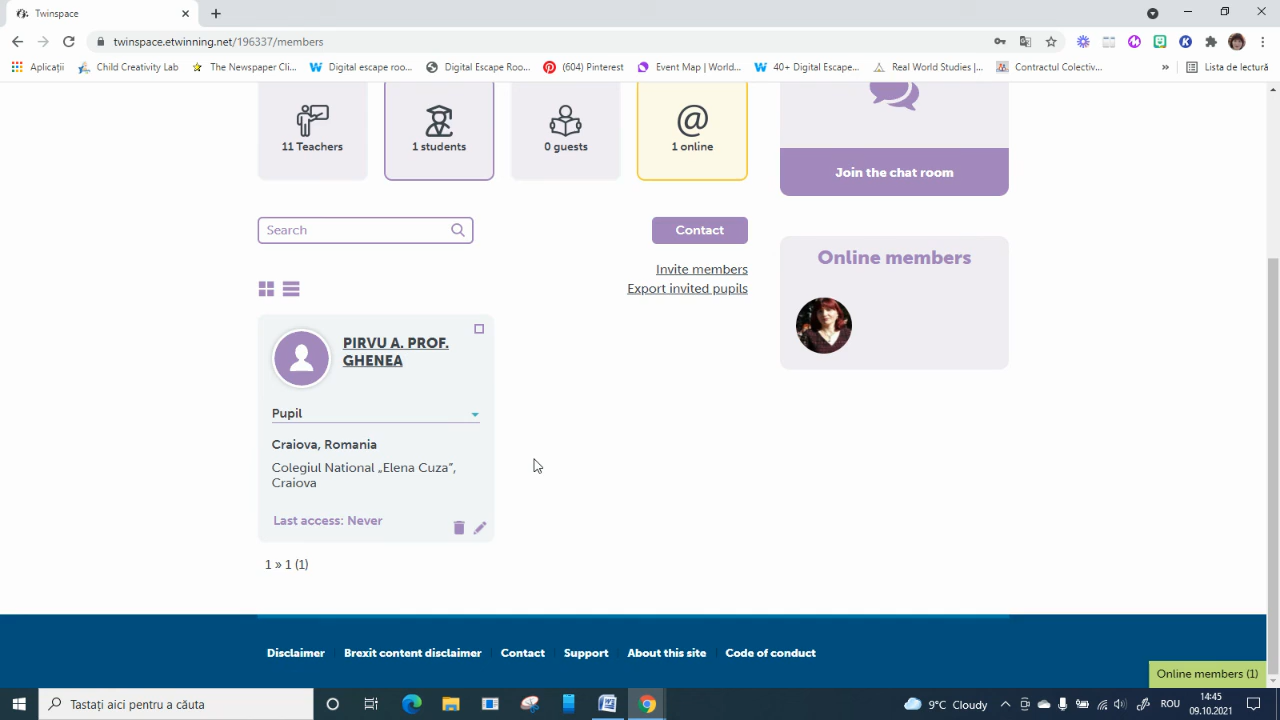 Twinspace
twinspace.etwinning.net/196337/members
Aplicații
Child Creativity Lab
The Newspaper Cli...
Digital escape roo...
Digital Escape Roo...
(604) Pinterest
Event Map | World...
40+ Digital Escape...
Real World Studies |...
Contractul Colectiv...
»
Lista de lectură
11 Teachers
1 students
0 guests
@
1 online
Join the chat room
Search
Contact
Invite members
Export invited pupils
Online members
PIRVU A. PROF.
GHENEA
Pupil
Craiova, Romania
Colegiul National „Elena Cuza”,
Craiova
Last access: Never
1 » 1 (1)
Disclaimer
Brexit content disclaimer
Contact
Support
About this site
Code of conduct
Online members (1)
Tastați aici pentru a căuta
9°C Cloudy
ROU
14:45
09.10.2021